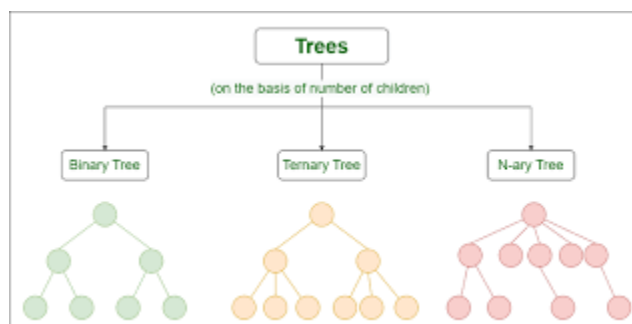 Trees
(on the basis of number of children)
Binary Tree
Ternary Tree
N-ary Tree